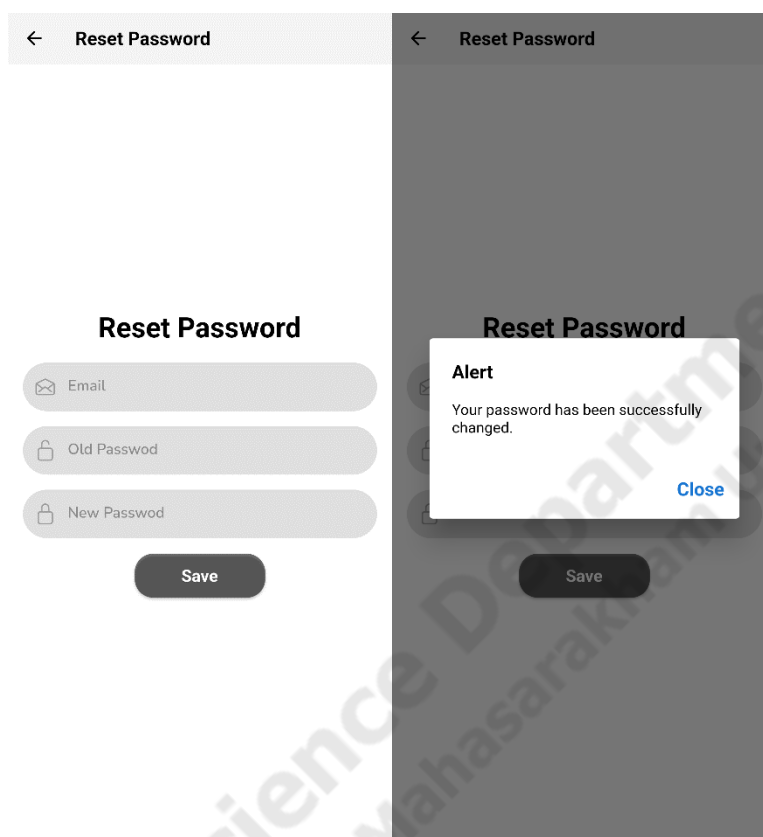 Reset Password
Reset Password
Email
Old Passwod
New Passwod
Save
Reset Password
Reset Password
Alert
Your password has been successfully
changed.
Close
Save